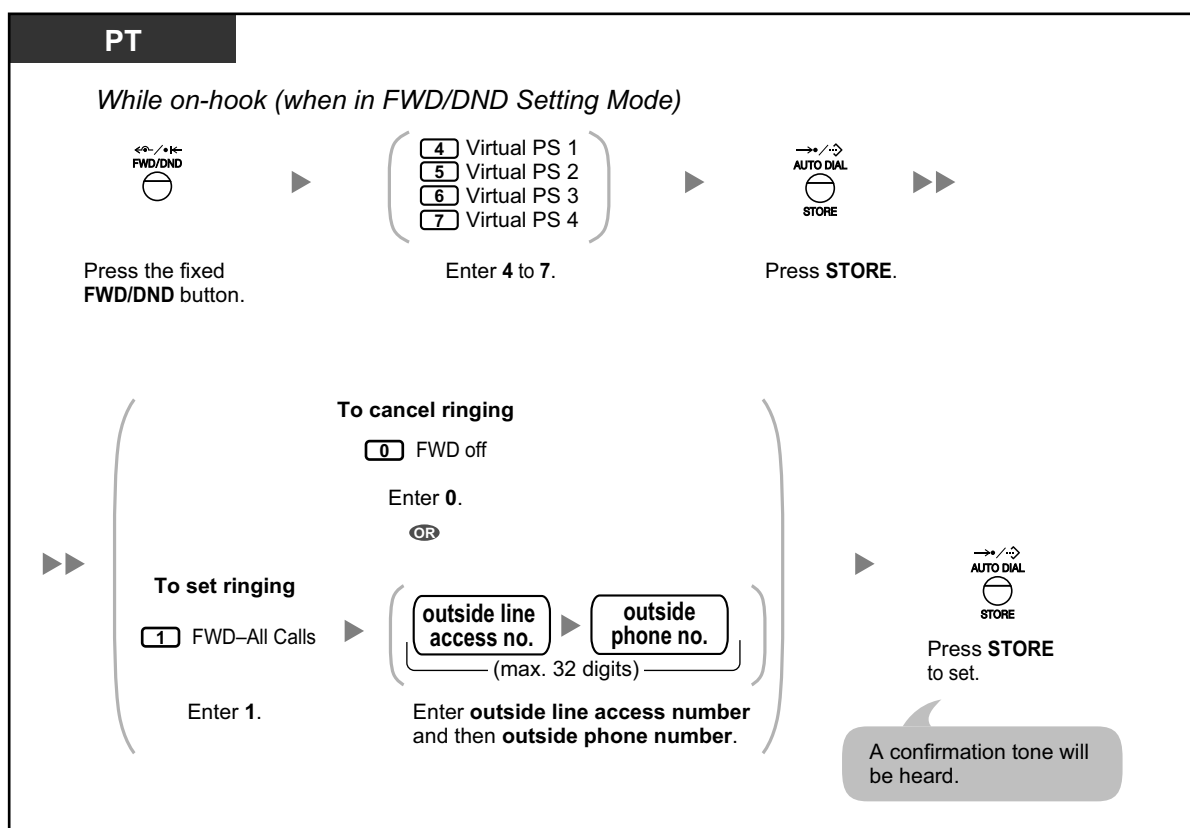 PT
While on-hook (when in FWD/DND Setting Mode)
FWD/DND
Press the fixed
FWD/DND button.
4 Virtual PS 1
5 Virtual PS 2
6 Virtual PS 3
7 Virtual PS 4
Enter 4 to 7.
AUTO DIAL
STORE
Press STORE.
To cancel ringing
0 FWD off
Enter 0.
OR
To set ringing
1 FWD–All Calls
Enter 1.
outside line
access no.
outside
phone no.
(max. 32 digits)
Enter outside line access number
and then outside phone number.
AUTO DIAL
STORE
Press STORE
to set.
A confirmation tone will
be heard.